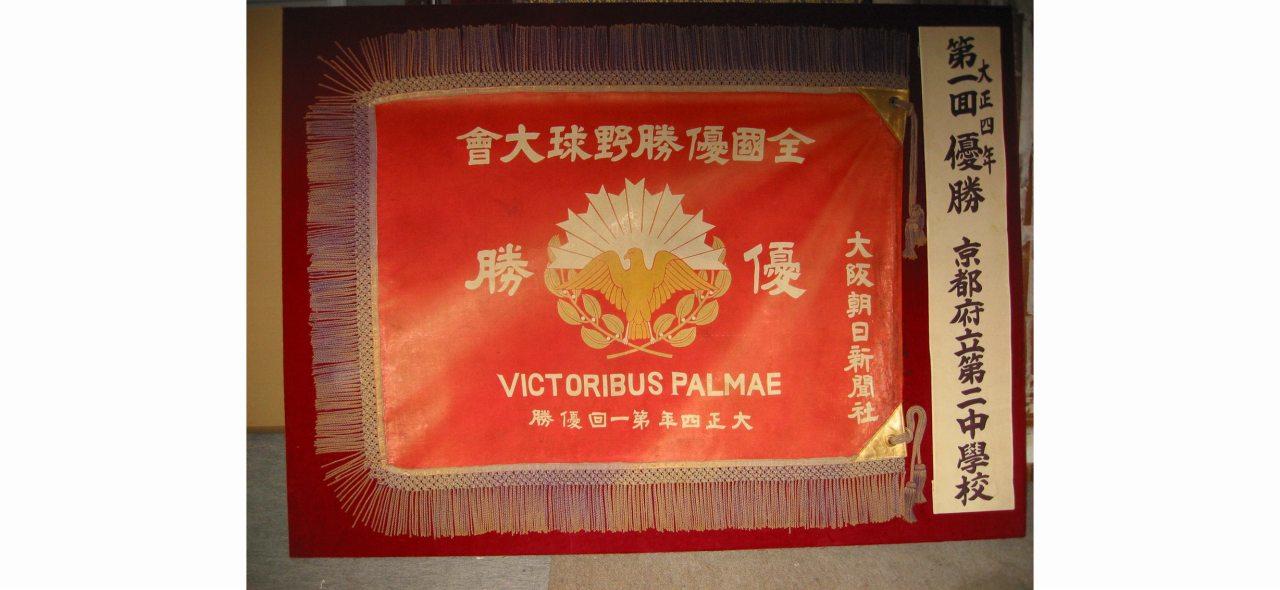 全國優勝野球大會
優勝
大阪朝日新聞社
VICTORIBUS PALMAE
大正四年第一回優勝
大正四年
第一回優勝 京都府立第二中學校